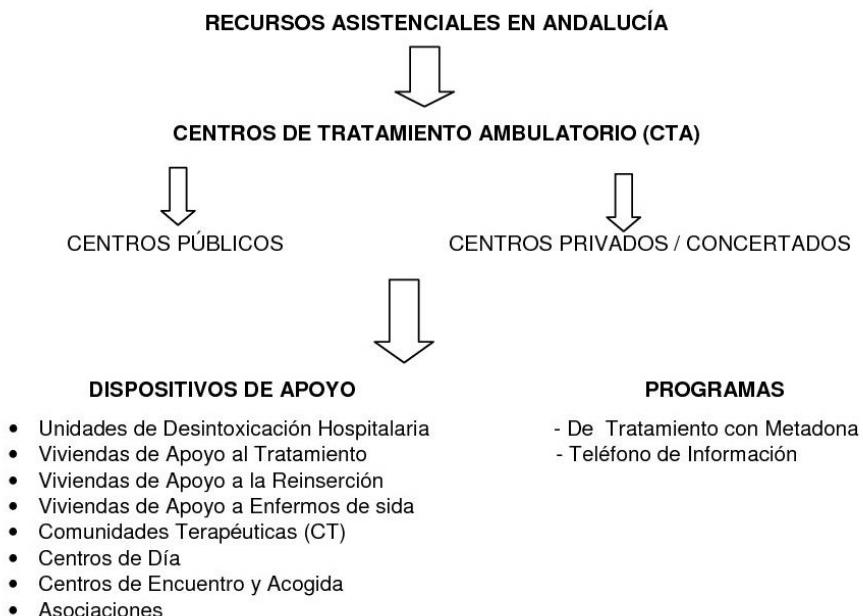 RECURSOS ASISTENCIALES EN ANDALUCÍA
CENTROS DE TRATAMIENTO AMBULATORIO (CTA)
CENTROS PÚBLICOS
CENTROS PRIVADOS / CONCERTADOS
DISPOSITIVOS DE APOYO
• Unidades de Desintoxicación Hospitalaria
• Viviendas de Apoyo al Tratamiento
• Viviendas de Apoyo a la Reinserción
• Viviendas de Apoyo a Enfermos de sida
• Comunidades Terapéuticas (CT)
• Centros de Día
• Centros de Encuentro y Acogida
• Asociaciones
PROGRAMAS
- De Tratamiento con Metadona
- Teléfono de Información